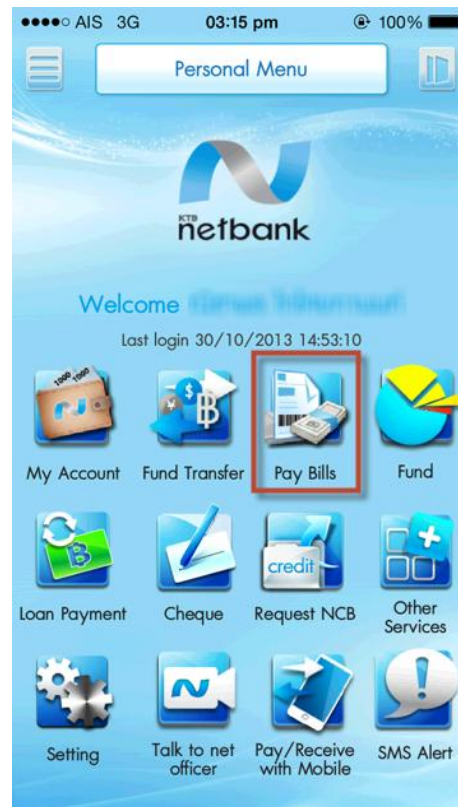 AIS 3G 03:15 pm 100%
Personal Menu
KTB
netbank
Welcome
Last login 30/10/2013 14:53:10
1000 1000
My Account Fund Transfer Pay Bills Fund
credit
Loan Payment Cheque Request NCB Other
Services
Setting Talk to net
officer Pay/Receive
with Mobile SMS Alert